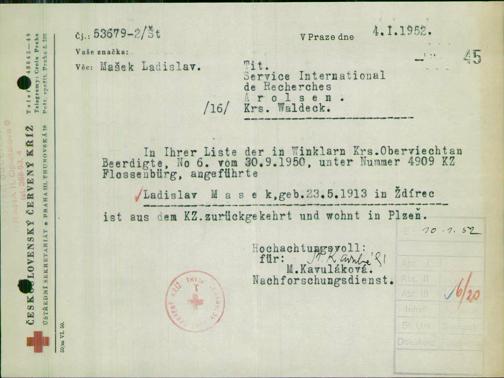 Čj.: 53679-2/Št
V Praze dne 4.I.1952.
Vaše značka:
45
Věc: Mašek Ladislav.
Tit.
Service International
de Recherches
A r o l s e n .
/16/ Krs. Waldeck.
In Ihrer Liste der in Winklarn Krs.Oberviechtan
Beerdigte, No 6. vom 30.9.1950, unter Nummer 4909 KZ
Flossenbürg, angeführte
Ladislav M a s e k,geb.23.5.1913 in Ždírec
ist aus dem KZ.zurückgekehrt und wohnt in Plzeň.
10.1.52
Hochachtungsvoll:
für:
M.Kavuláková.
Nachforschungsdienst.
6/20
ČESKOSLOVENSKÝ ČERVENÝ KŘÍŽ
ÚSTŘEDNÍ SEKRETARIÁT • PRAHA III, THUNOVSKÁ 18